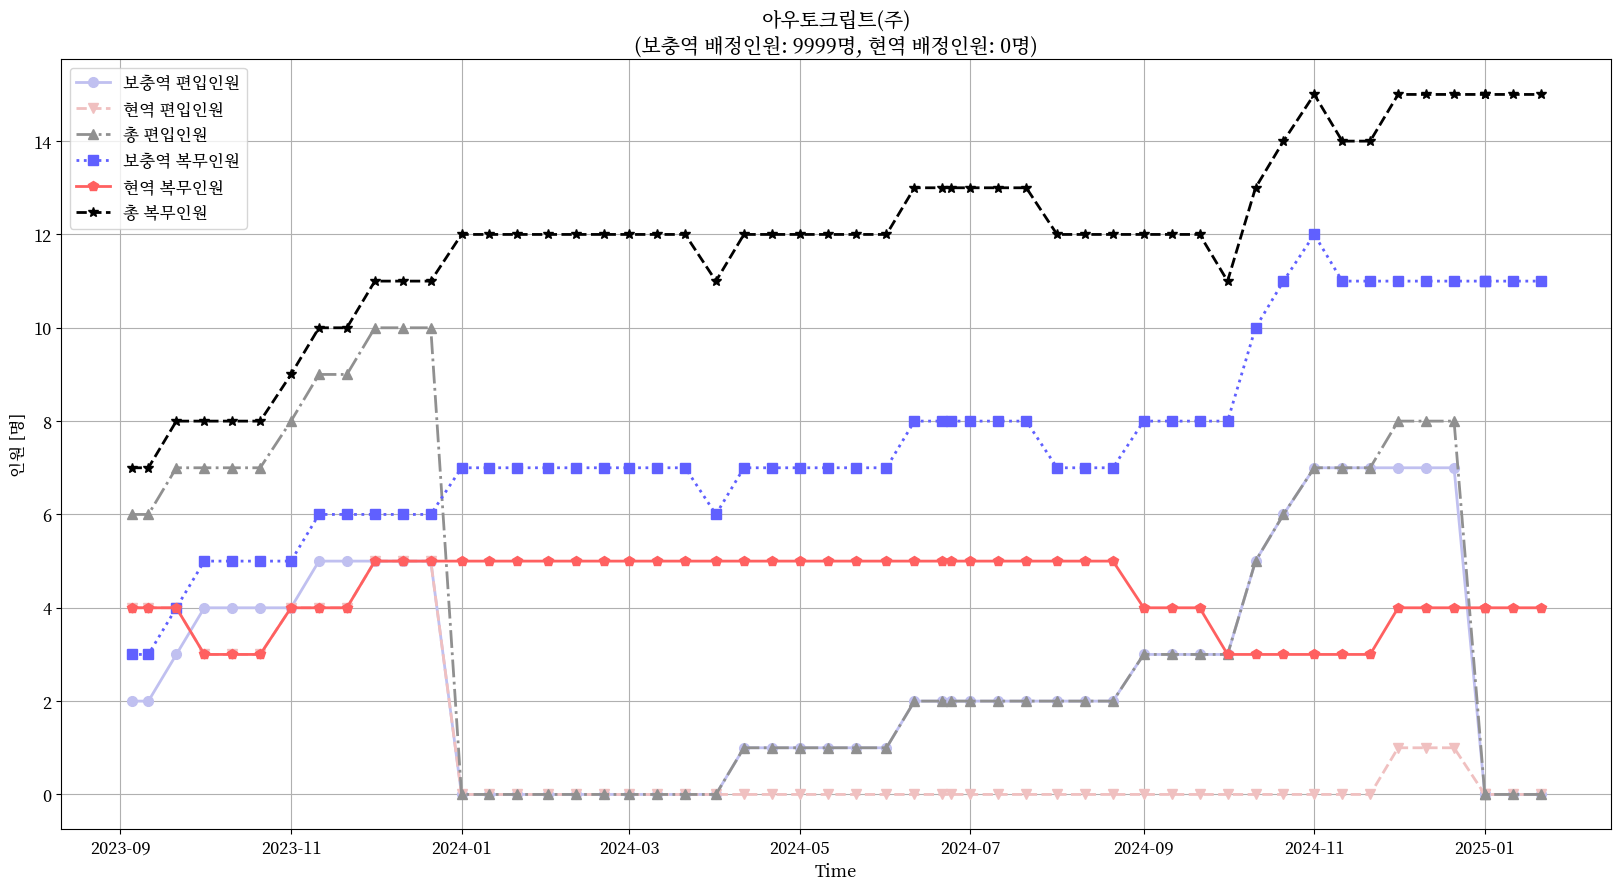 아우토크립트(주)
(보충역 배정인원: 9999명, 현역 배정인원: 0명)
보충역 편입인원
현역 편입인원
총 편입인원
보충역 복무인원
현역 복무인원
총 복무인원
인원 [명]
14
12
10
8
6
4
2
0
2023-09
2023-11
2024-01
2024-03
2024-05
2024-07
2024-09
2024-11
2025-01
Time